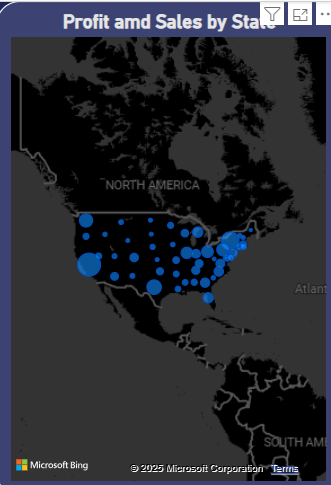 Profit amd Sales by State
NORTH AMERICA
Atlant
SOUTH AME
Microsoft Bing
© 2025 Microsoft Corporation Terms